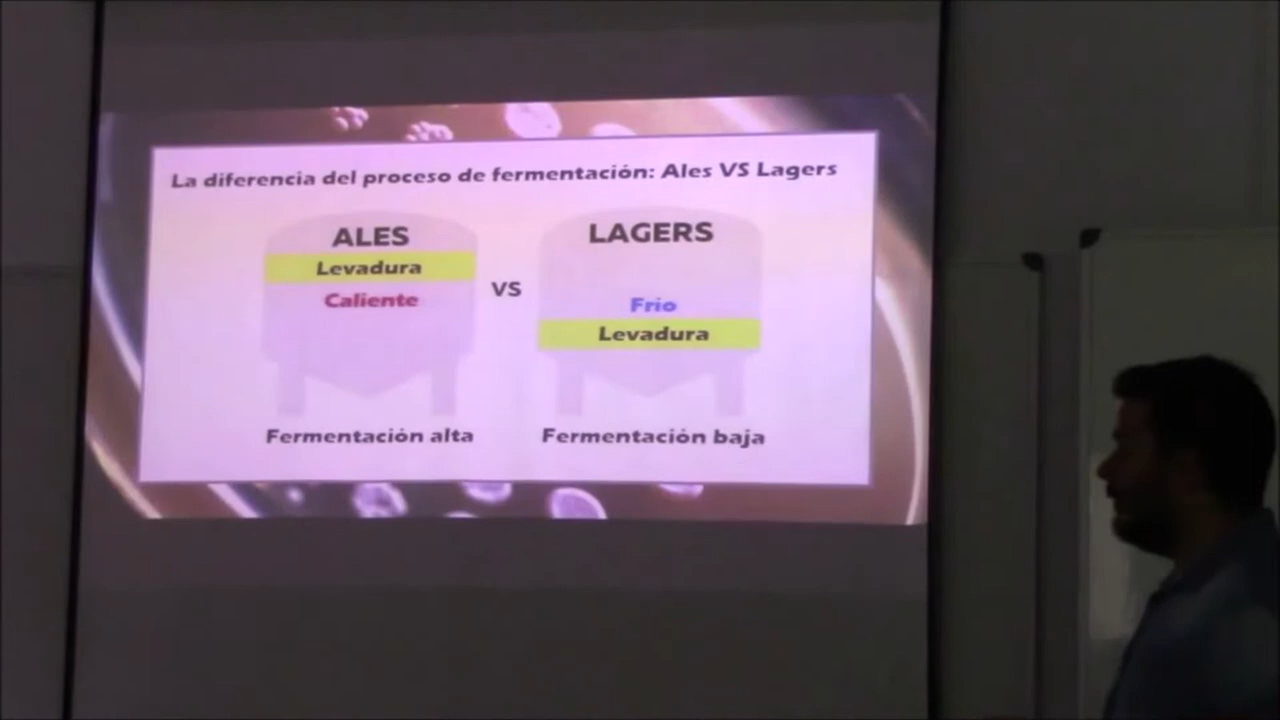 La diferencia del proceso de fermentación: Ales VS Lagers
ALES
Levadura
Caliente
VS
LAGERS
Frio
Levadura
Fermentación alta
Fermentación baja